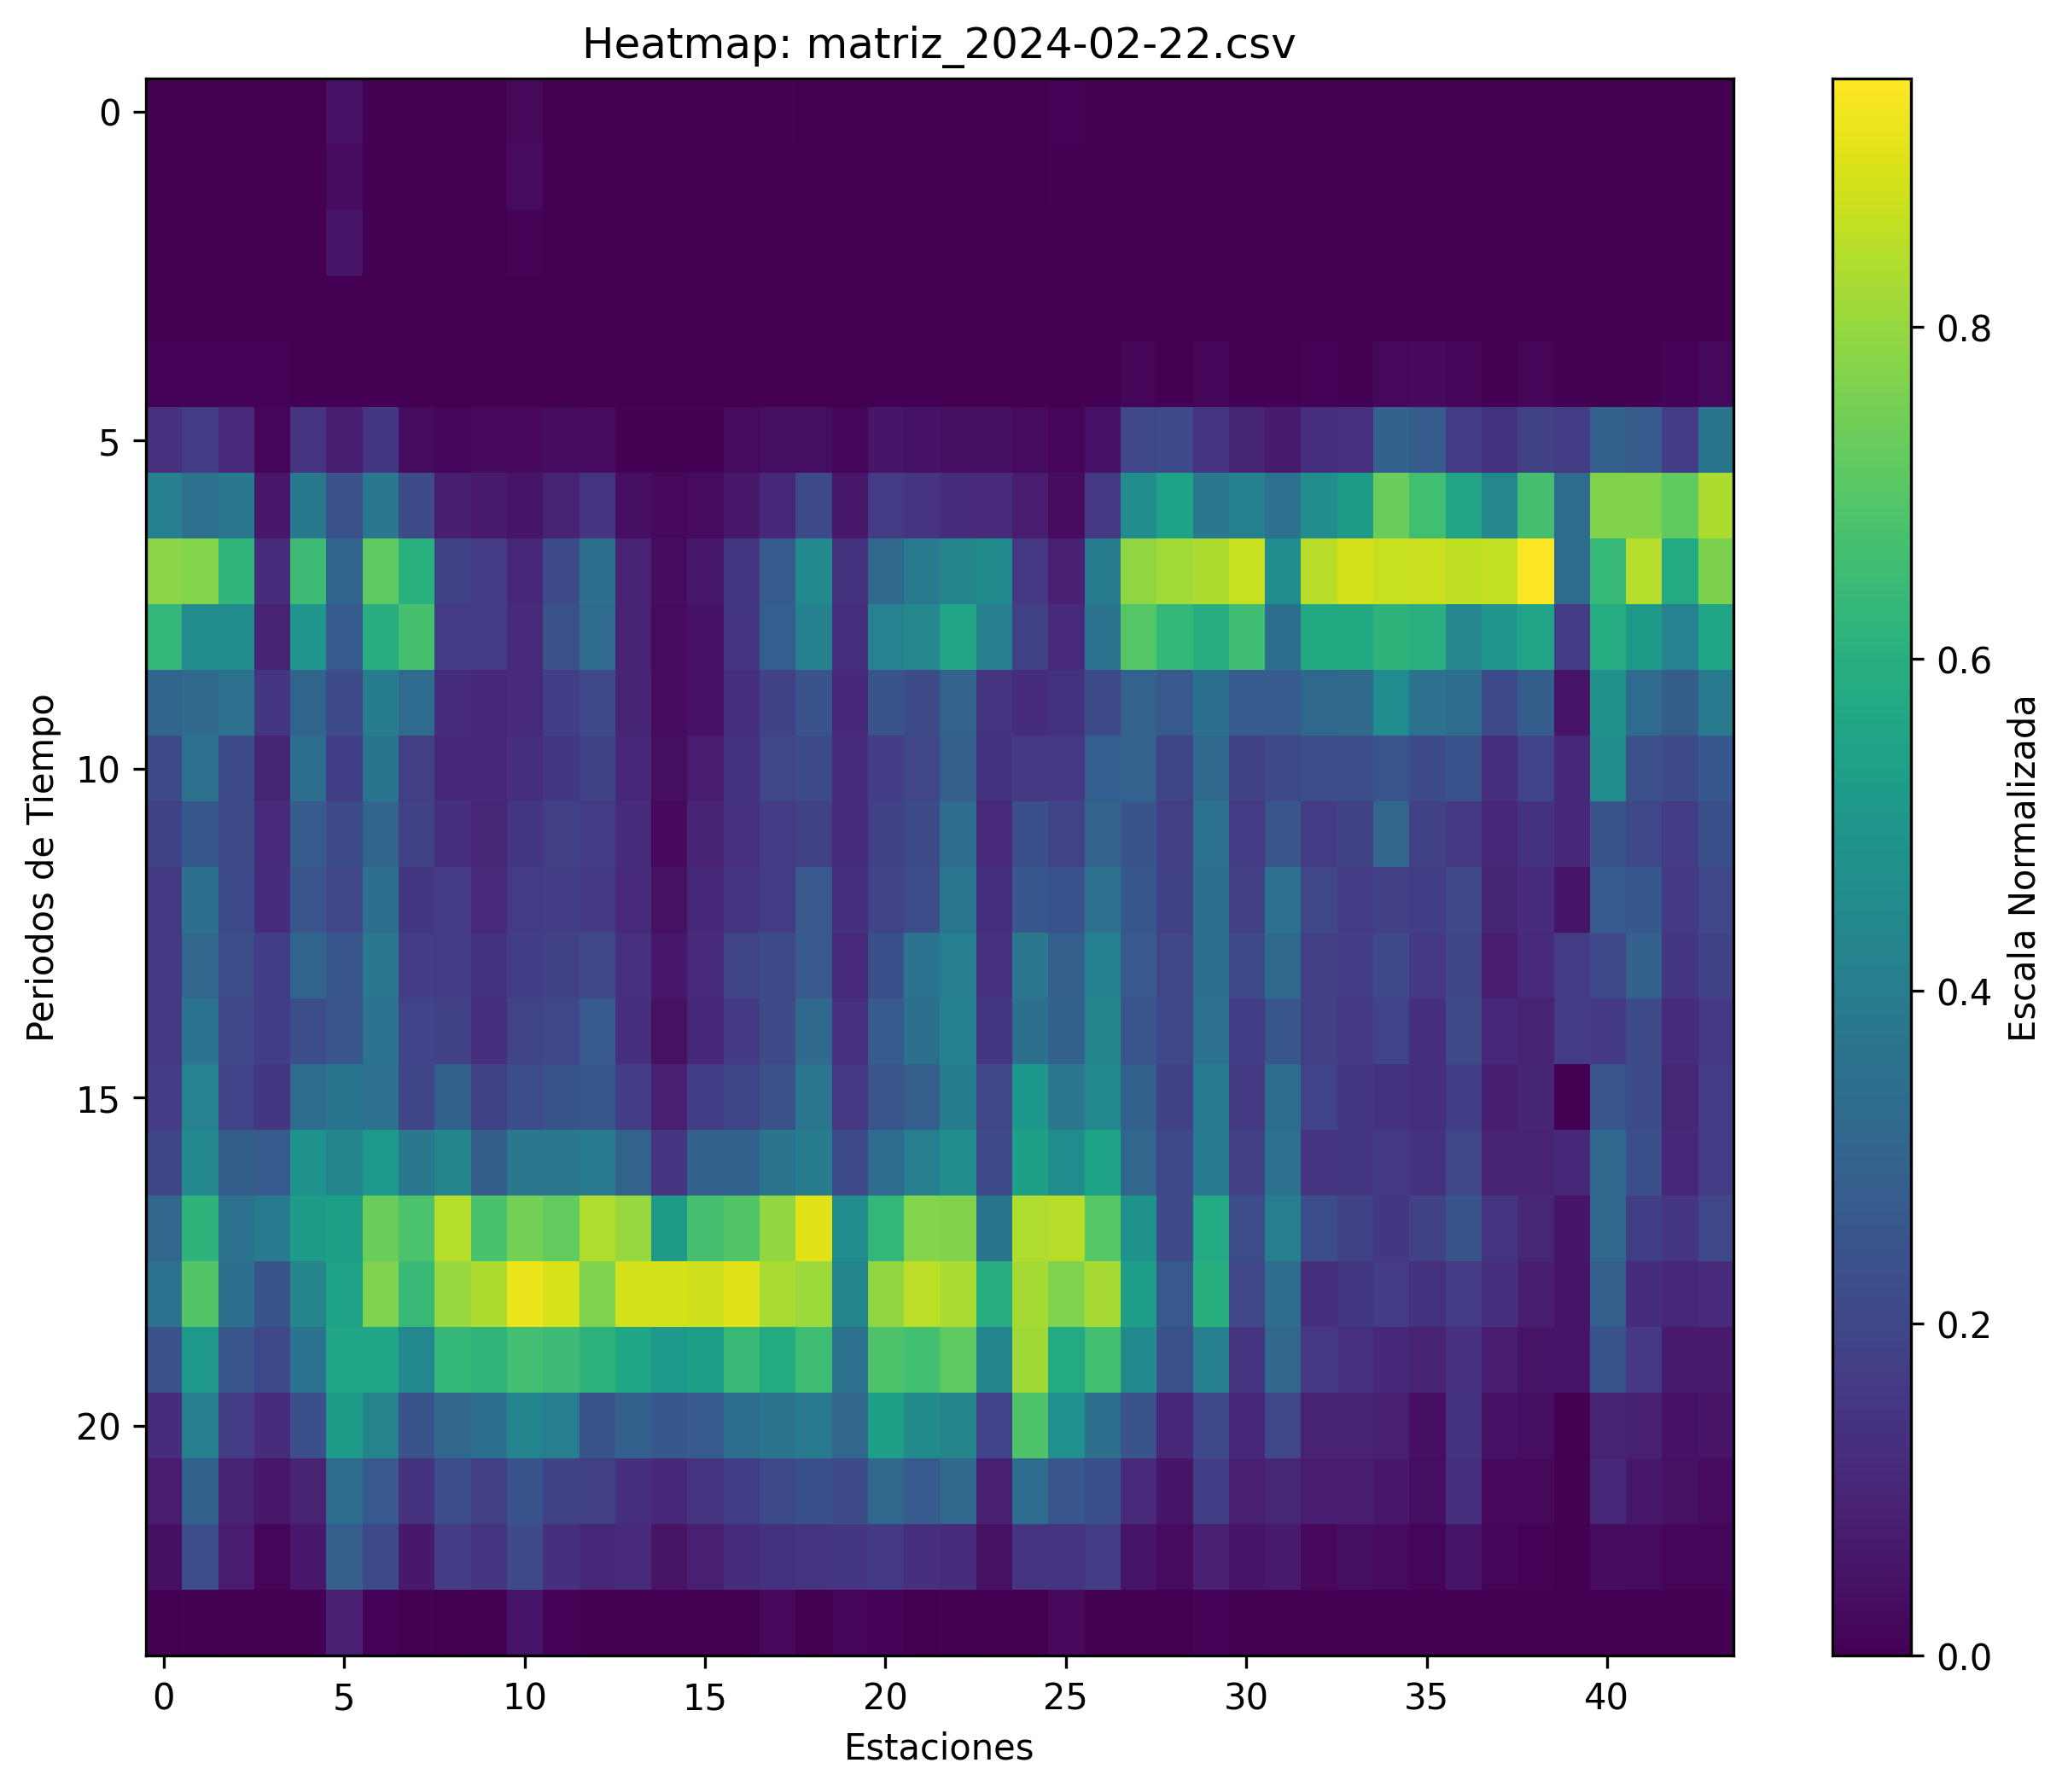 Heatmap: matriz_2024-02-22.csv
Periodos de Tiempo
0
5
10
15
20
0 5 10 15 20 25 30 35 40
Estaciones
0.8
0.6
0.4
0.2
0.0
Escala Normalizada